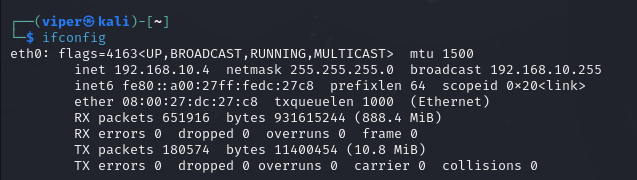 ┌──(viper㉿kali)-[~]
└─$ ifconfig
eth0: flags=4163<UP,BROADCAST,RUNNING,MULTICAST>  mtu 1500
        inet 192.168.10.4  netmask 255.255.255.0  broadcast 192.168.10.255
        inet6 fe80::a00:27ff:fedc:27c8  prefixlen 64  scopeid 0x20<link>
        ether 08:00:27:dc:27:c8  txqueuelen 1000  (Ethernet)
        RX packets 651916  bytes 931615244 (888.4 MiB)
        RX errors 0  dropped 0  overruns 0  frame 0
        TX packets 180574  bytes 11400454 (10.8 MiB)
        TX errors 0  dropped 0 overruns 0  carrier 0  collisions 0